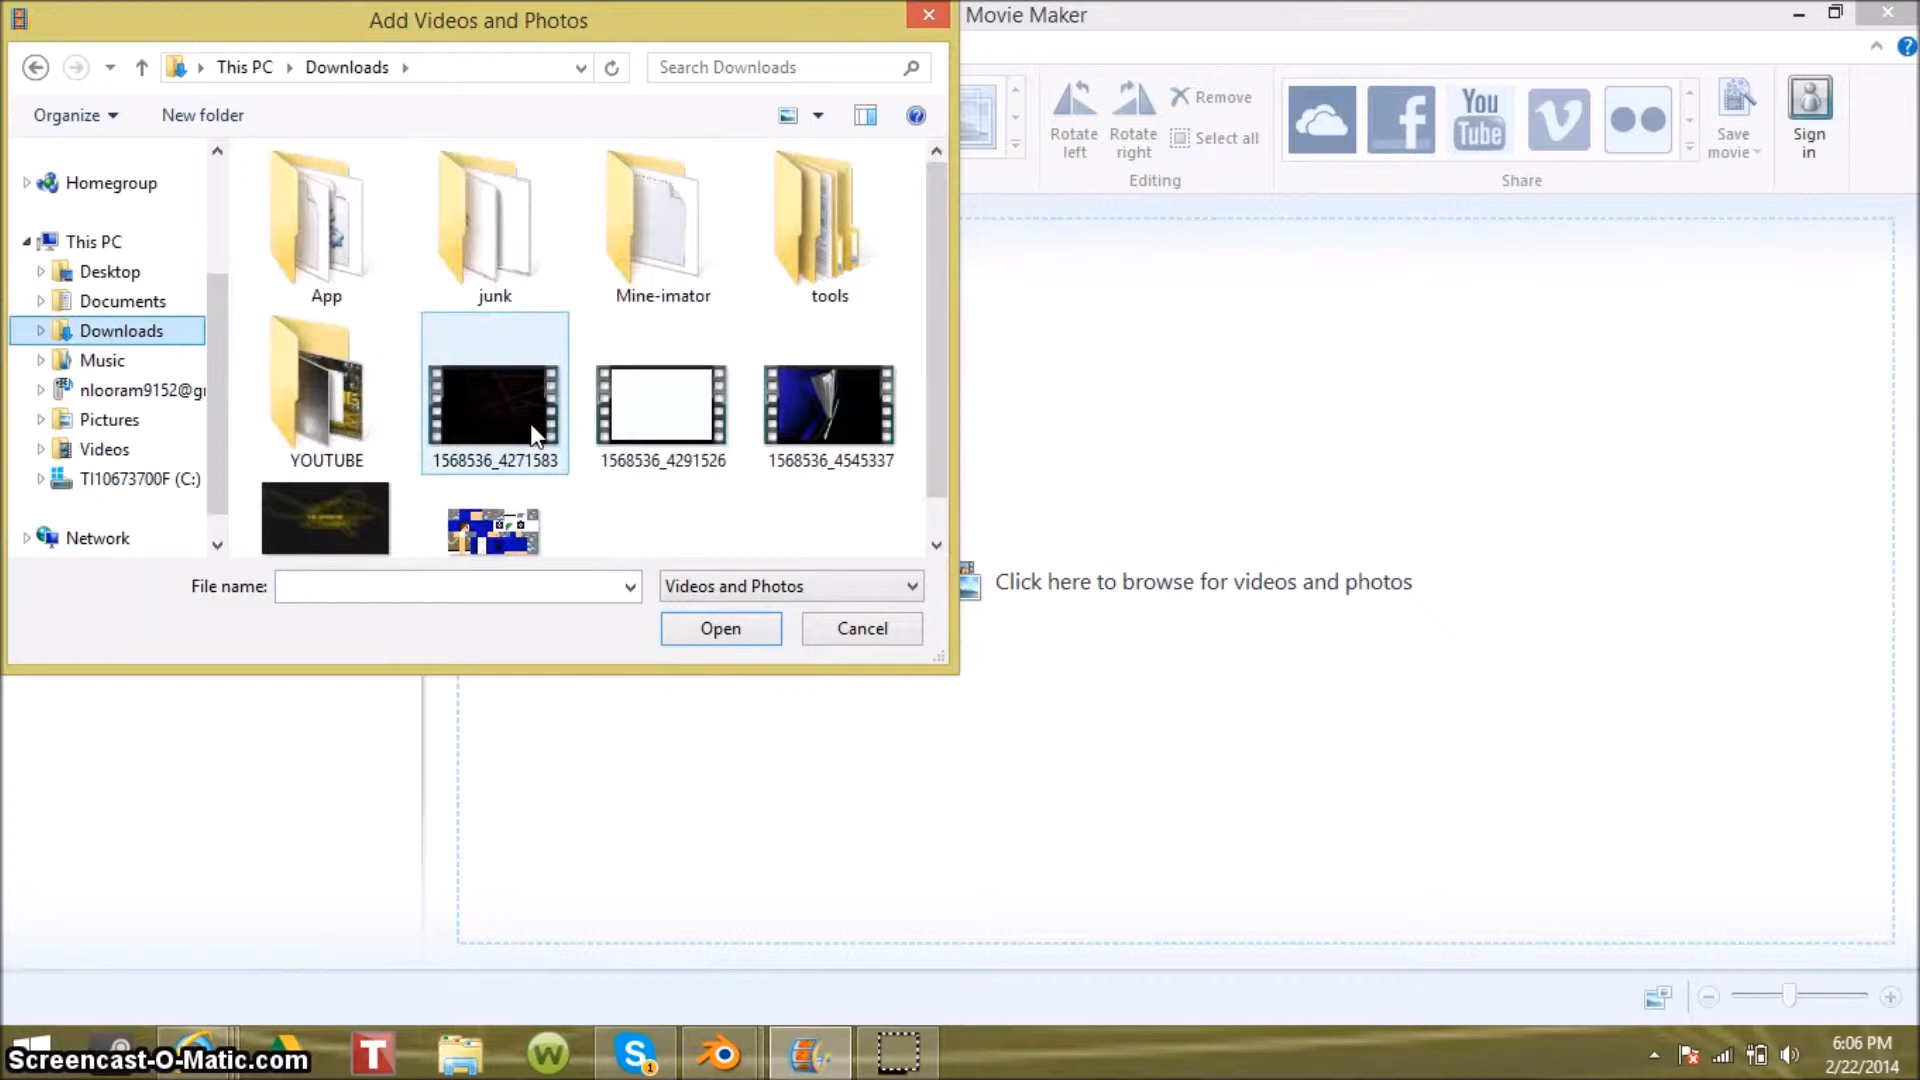 Add Videos and Photos
Movie Maker
This PC
Downloads
Search Downloads
Organize
New folder
Remove
Select all
Rotate left
Rotate right
Editing
You
Tube
Share
Save movie
Sign in
Homegroup
This PC
Desktop
Documents
Downloads
Music
nlooram9152@g
Pictures
Videos
TI10673700F (C:)
Network
App
junk
Mine-imator
tools
YOUTUBE
1568536_4271583
1568536_4291526
1568536_4545337
File name:
Videos and Photos
Open
Cancel
Click here to browse for videos and photos
Screencast-O-Matic.com
6:06 PM
2/22/2014